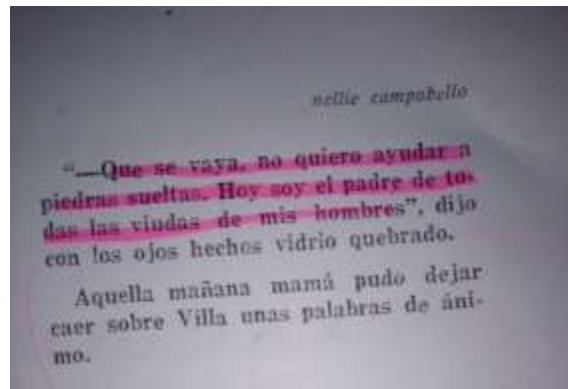 nellie campobello
“—Que se vaya, no quiero ayudar a
piedras sueltas. Hoy soy el padre de to-
das las viudas de mis hombres”, dijo
con los ojos hechos vidrio quebrado.
Aquella mañana mamá pudo dejar
caer sobre Villa unas palabras de áni-
mo.